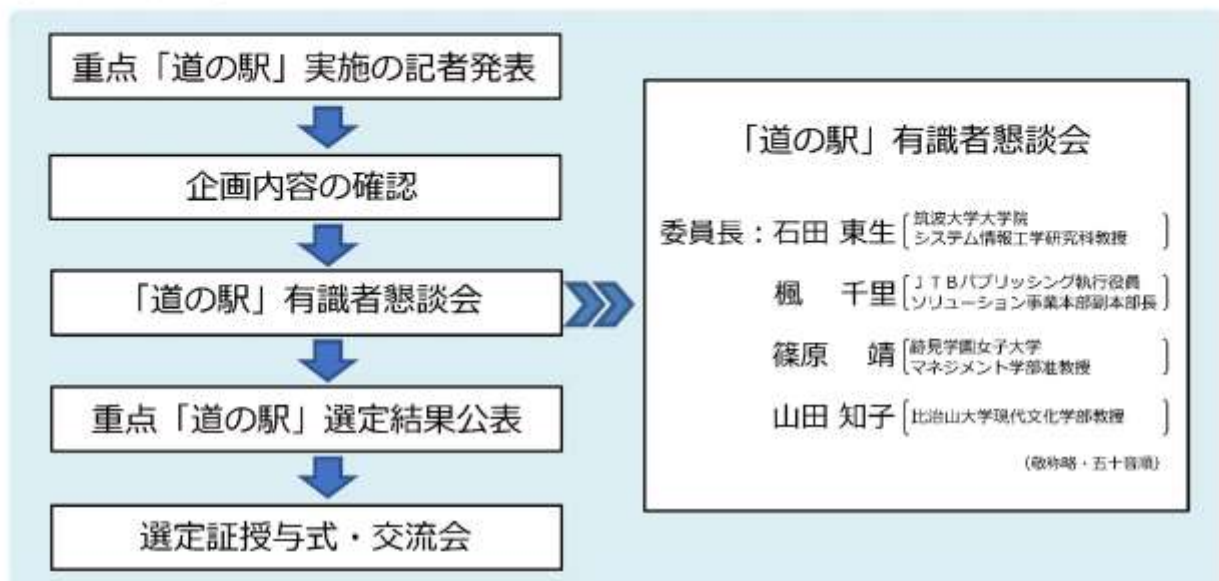 重点「道の駅」実施の記者発表
企画内容の確認
「道の駅」有識者懇談会
重点「道の駅」選定結果公表
選定証授与式・交流会
「道の駅」有識者懇談会
委員長：石田 東生 筑波大学大学院
システム情報工学研究科教授
楓 千里 JTBパブリッシング執行役員
ソリューション事業本部副本部長
篠原 靖 跡見学園女子大学
マネジメント学部准教授
山田 知子 比治山大学現代文化学部教授
（敬称略・五十音順）